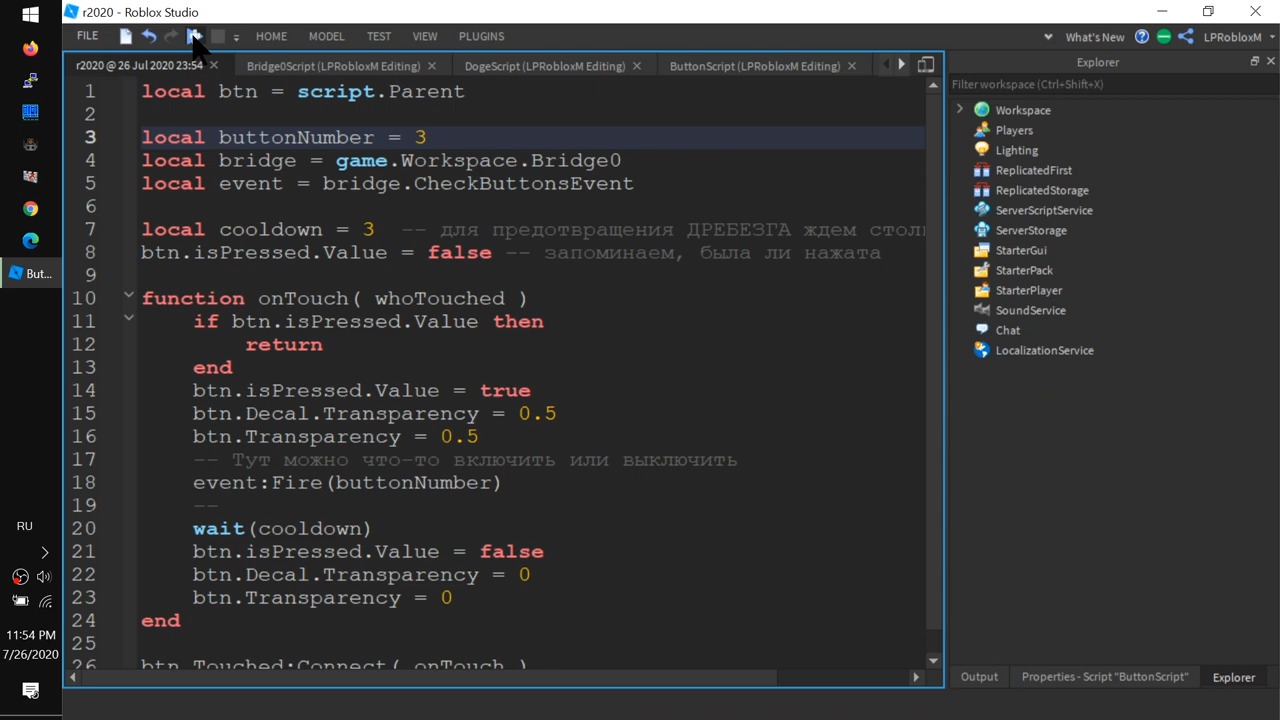 r2020 - Roblox Studio
FILE HOME MODEL TEST VIEW PLUGINS What's New LPRobloxM
r2020 @ 26 Jul 2020 23:54 Bridge0Script (LPRobloxM Editing) DogeScript (LPRobloxM Editing) ButtonScript (LPRobloxM Editing)
1 local btn = script.Parent
2
3 local buttonNumber = 3
4 local bridge = game.Workspace.Bridge0
5 local event = bridge.CheckButtonsEvent
6
7 local cooldown = 3 -- для предотвращения ДРЕБЕЗГА ждем
8 btn.isPressed.Value = false -- запоминаем, была ли нажата
9
10 function onTouch( whoTouched )
11 if btn.isPressed.Value then
12 return
13 end
14 btn.isPressed.Value = true
15 btn.Decal.Transparency = 0.5
16 btn.Transparency = 0.5
17 -- Тут можно что-то включить или выключить
18 event:Fire(buttonNumber)
19 --
20 wait(cooldown)
21 btn.isPressed.Value = false
22 btn.Decal.Transparency = 0
23 btn.Transparency = 0
24 end
25
26 btn.Touched:Connect( onTouch )
Explorer
Filter workspace (Ctrl+Shift+X)
Workspace
Players
Lighting
ReplicatedFirst
ReplicatedStorage
ServerScriptService
ServerStorage
StarterGui
StarterPack
StarterPlayer
SoundService
Chat
LocalizationService
Output Properties - Script "ButtonScript" Explorer
But...
RU
11:54 PM
7/26/2020